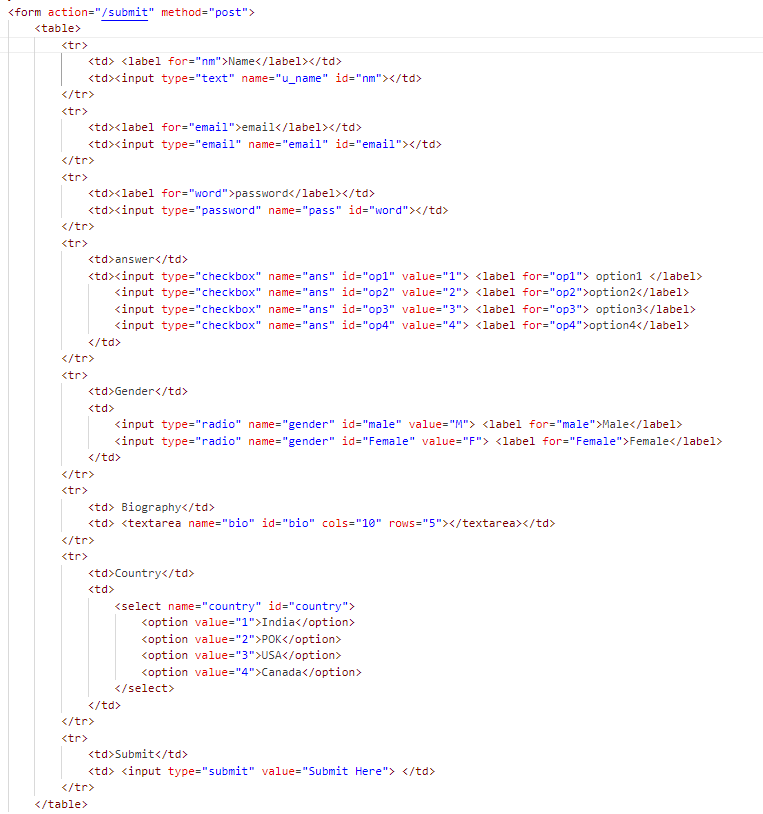 <form action="/submit" method="post">
<table>
<tr>
<td> <label for="nm">Name</label></td>
<td><input type="text" name="u_name" id="nm"></td>
</tr>
<tr>
<td><label for="email">email</label></td>
<td><input type="email" name="email" id="email"></td>
</tr>
<tr>
<td><label for="word">password</label></td>
<td><input type="password" name="pass" id="word"></td>
</tr>
<tr>
<td>answer</td>
<td><input type="checkbox" name="ans" id="op1" value="1"> <label for="op1"> option1 </label>
<input type="checkbox" name="ans" id="op2" value="2"> <label for="op2">option2</label>
<input type="checkbox" name="ans" id="op3" value="3"> <label for="op3"> option3</label>
<input type="checkbox" name="ans" id="op4" value="4"> <label for="op4">option4</label>
</td>
</tr>
<tr>
<td>Gender</td>
<td>
<input type="radio" name="gender" id="male" value="M"> <label for="male">Male</label>
<input type="radio" name="gender" id="Female" value="F"> <label for="Female">Female</label>
</td>
</tr>
<tr>
<td> Biography</td>
<td> <textarea name="bio" id="bio" cols="10" rows="5"></textarea></td>
</tr>
<tr>
<td>Country</td>
<td>
<select name="country" id="country">
<option value="1">India</option>
<option value="2">POK</option>
<option value="3">USA</option>
<option value="4">Canada</option>
</select>
</td>
</tr>
<tr>
<td>Submit</td>
<td> <input type="submit" value="Submit Here"> </td>
</tr>
</table>